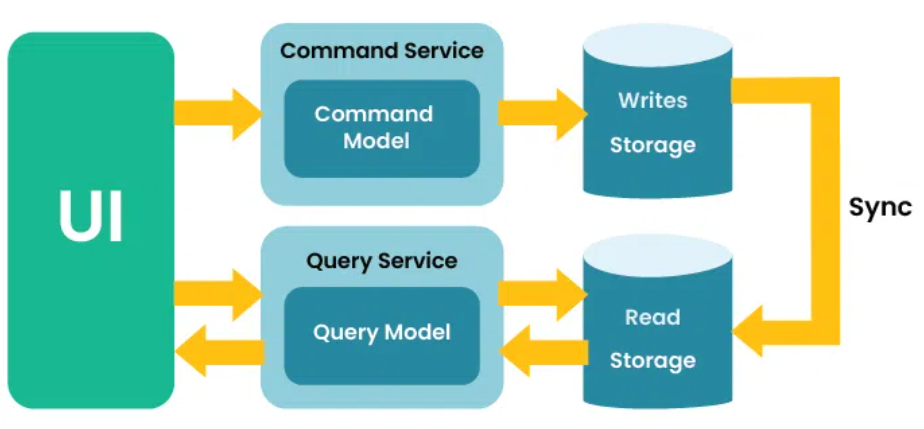 UI
Command Service
Command
Model
Writes
Storage
Sync
Query Service
Query Model
Read
Storage